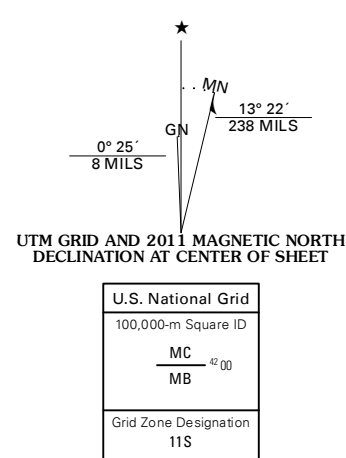 ★
MN
GN
13° 22´
238 MILS
0° 25´
8 MILS
UTM GRID AND 2011 MAGNETIC NORTH
DECLINATION AT CENTER OF SHEET
U.S. National Grid
100,000-m Square ID
MC
42 00
MB
Grid Zone Designation
11S